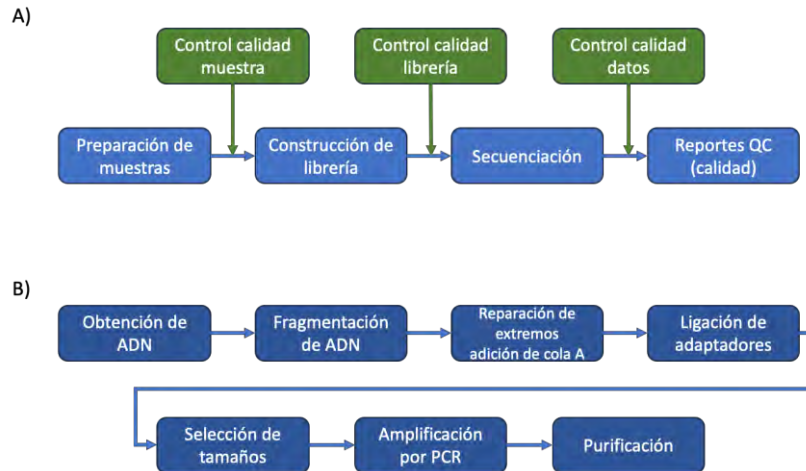 A)
Control calidad
muestra
Control calidad
librería
Control calidad
datos
Preparación de
muestras
Construcción de
librería
Secuenciación
Reportes QC
(calidad)
B)
Obtención de
ADN
Fragmentación
de ADN
Reparación de
extremos
adición de cola A
Ligación de
adaptadores
Selección de
tamaños
Amplificación
por PCR
Purificación